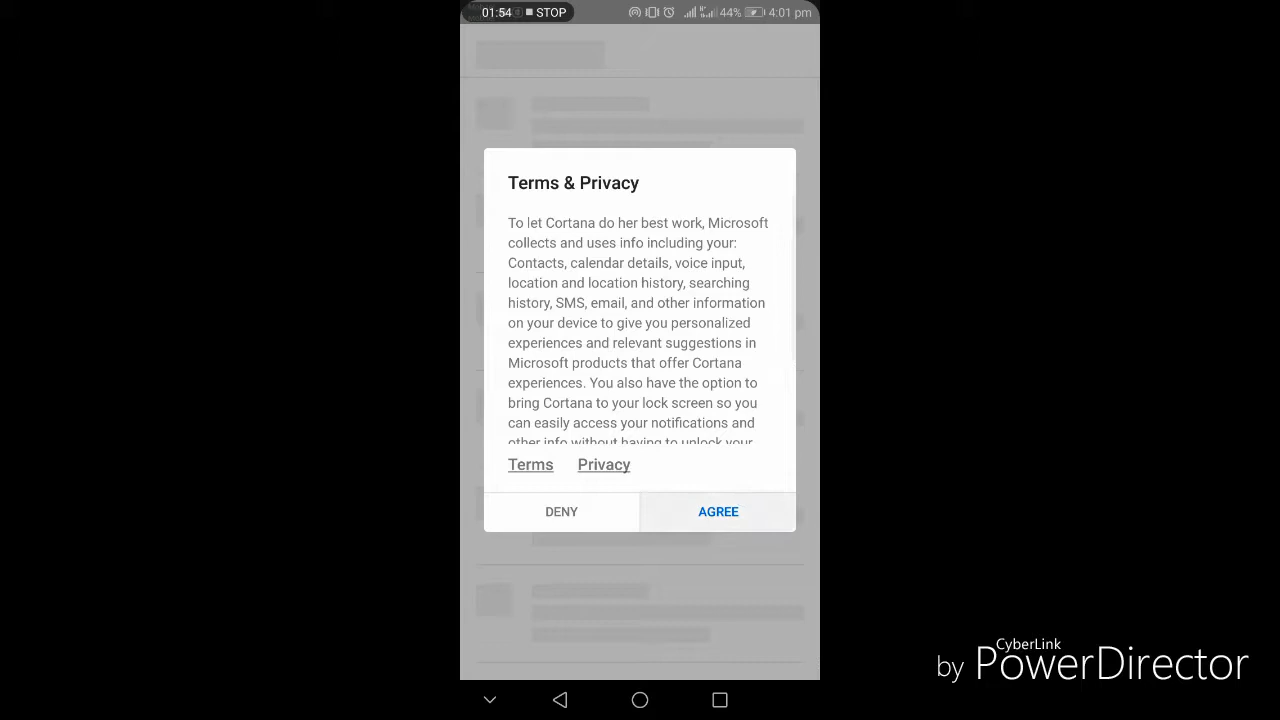 01:54 STOP 44% 4:01 pm
Terms & Privacy
To let Cortana do her best work, Microsoft
collects and uses info including your:
Contacts, calendar details, voice input,
location and location history, searching
history, SMS, email, and other information
on your device to give you personalized
experiences and relevant suggestions in
Microsoft products that offer Cortana
experiences. You also have the option to
bring Cortana to your lock screen so you
can easily access your notifications and
other info without having to unlock your
Terms Privacy
DENY AGREE
CyberLink
by PowerDirector